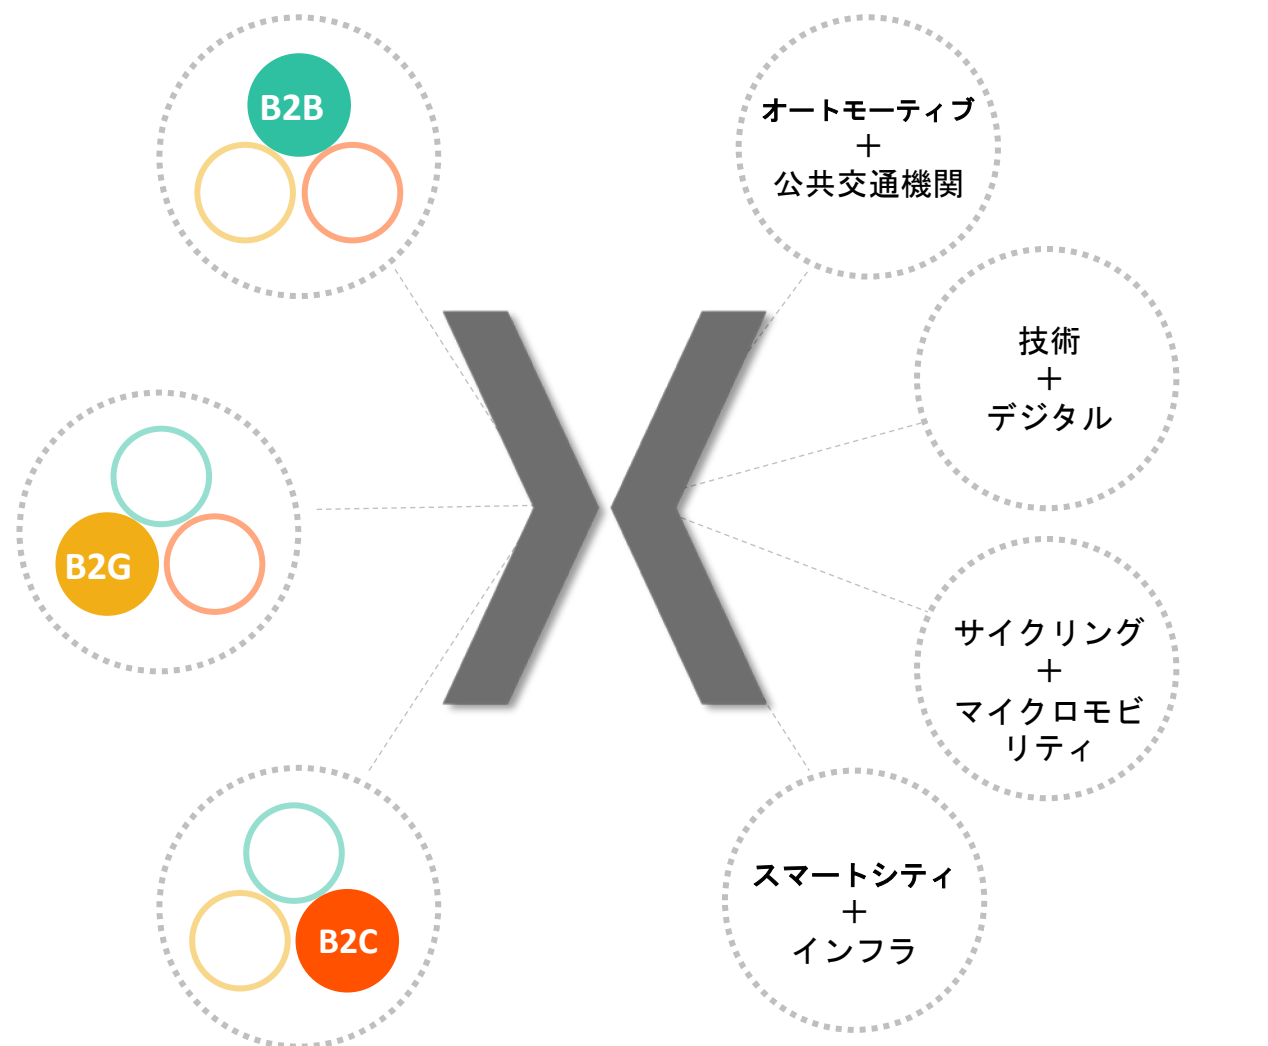 B2B
B2G
B2C
オートモーティブ
＋
公共交通機関
技術
＋
デジタル
サイクリング
＋
マイクロモビ
リティ
スマートシティ
＋
インフラ